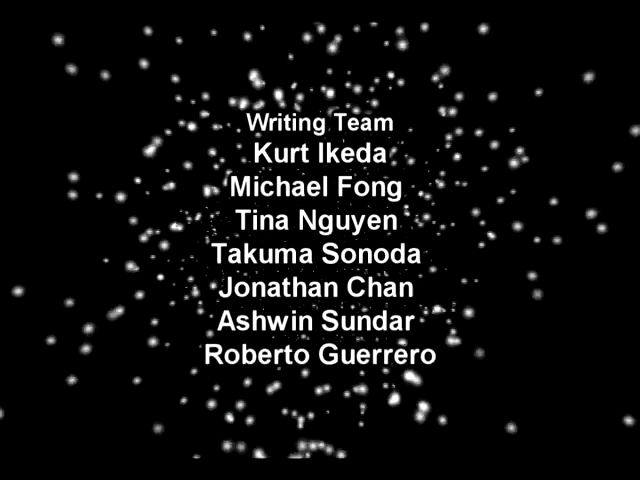 Writing Team
Kurt Ikeda
Michael Fong
Tina Nguyen
Takuma Sonoda
Jonathan Chan
Ashwin Sundar
Roberto Guerrero